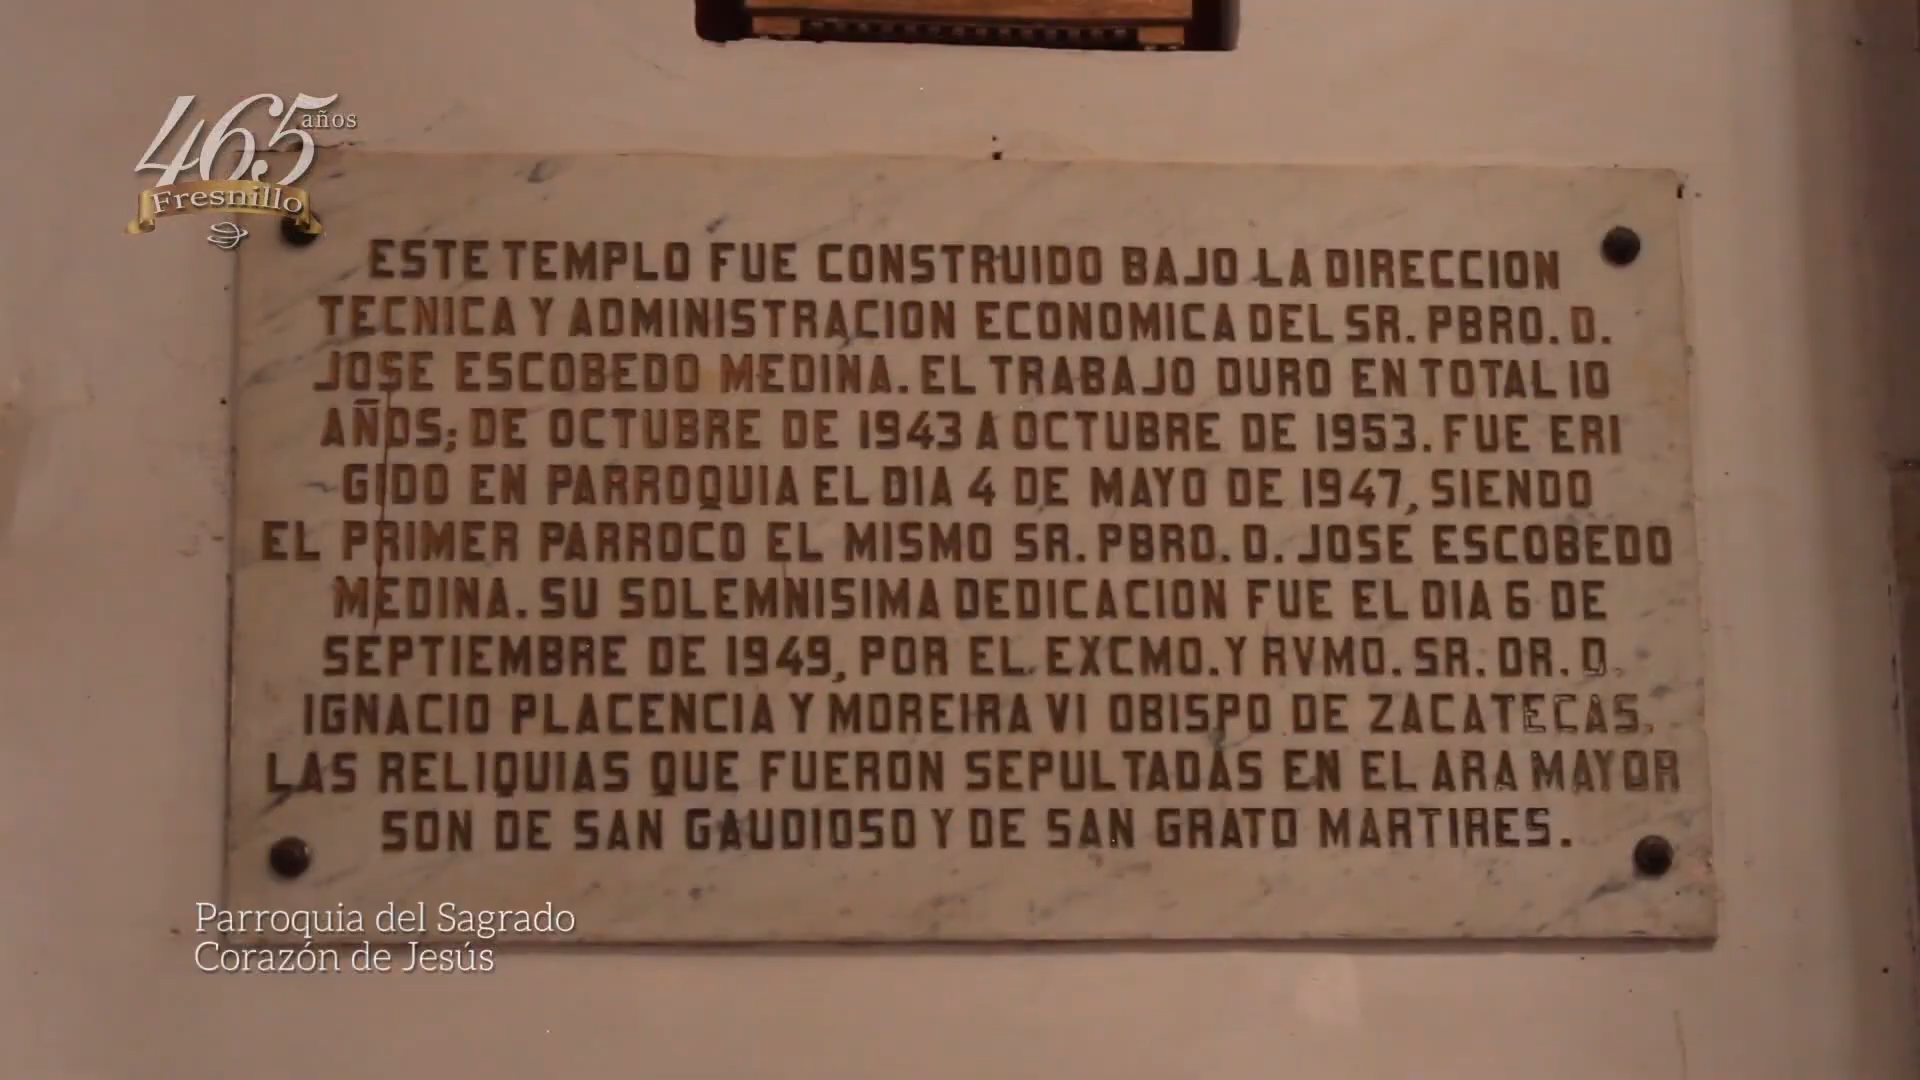 465 años
Fresnillo
ESTE TEMPLO FUE CONSTRUIDO BAJO LA DIRECCION
TECNICA Y ADMINISTRACION ECONOMICA DEL SR. PBRO. D.
JOSE ESCOBEDO MEDINA. EL TRABAJO DURO EN TOTAL 10
AÑOS; DE OCTUBRE DE 1943 A OCTUBRE DE 1953. FUE ERI
GIDO EN PARROQUIA EL DIA 4 DE MAYO DE 1947, SIENDO
EL PRIMER PARROCO EL MISMO SR. PBRO. D. JOSE ESCOBEDO
MEDINA. SU SOLEMNISIMA DEDICACION FUE EL DIA 6 DE
SEPTIEMBRE DE 1949, POR EL EXCMO. Y RVMO. SR. DR. D.
IGNACIO PLACENCIA Y MOREIRA VI OBISPO DE ZACATECAS.
LAS RELIQUIAS QUE FUERON SEPULTADAS EN EL ARA MAYOR
SON DE SAN GAUDIOSO Y DE SAN GRATO MARTIRES.
Parroquia del Sagrado
Corazón de Jesús